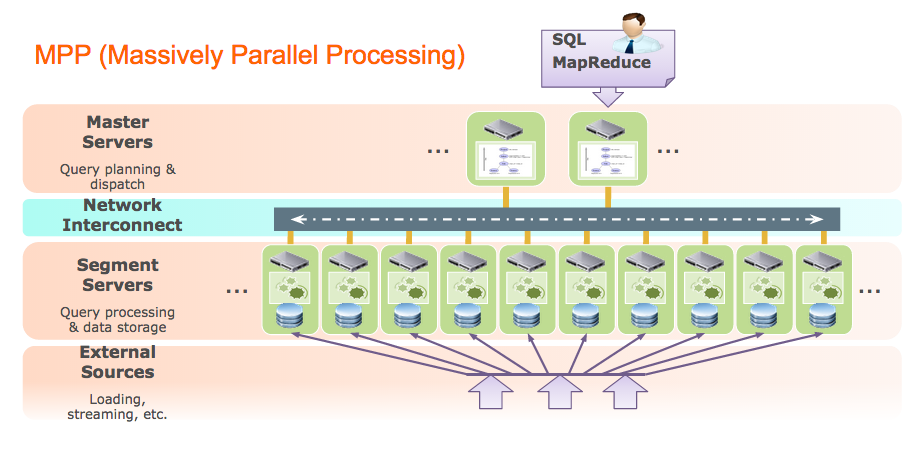 MPP (Massively Parallel Processing)
SQL
MapReduce
Master
Servers
Query planning &
dispatch
...
...
Network
Interconnect
Segment
Servers
Query processing
& data storage
...
...
External
Sources
Loading,
streaming, etc.